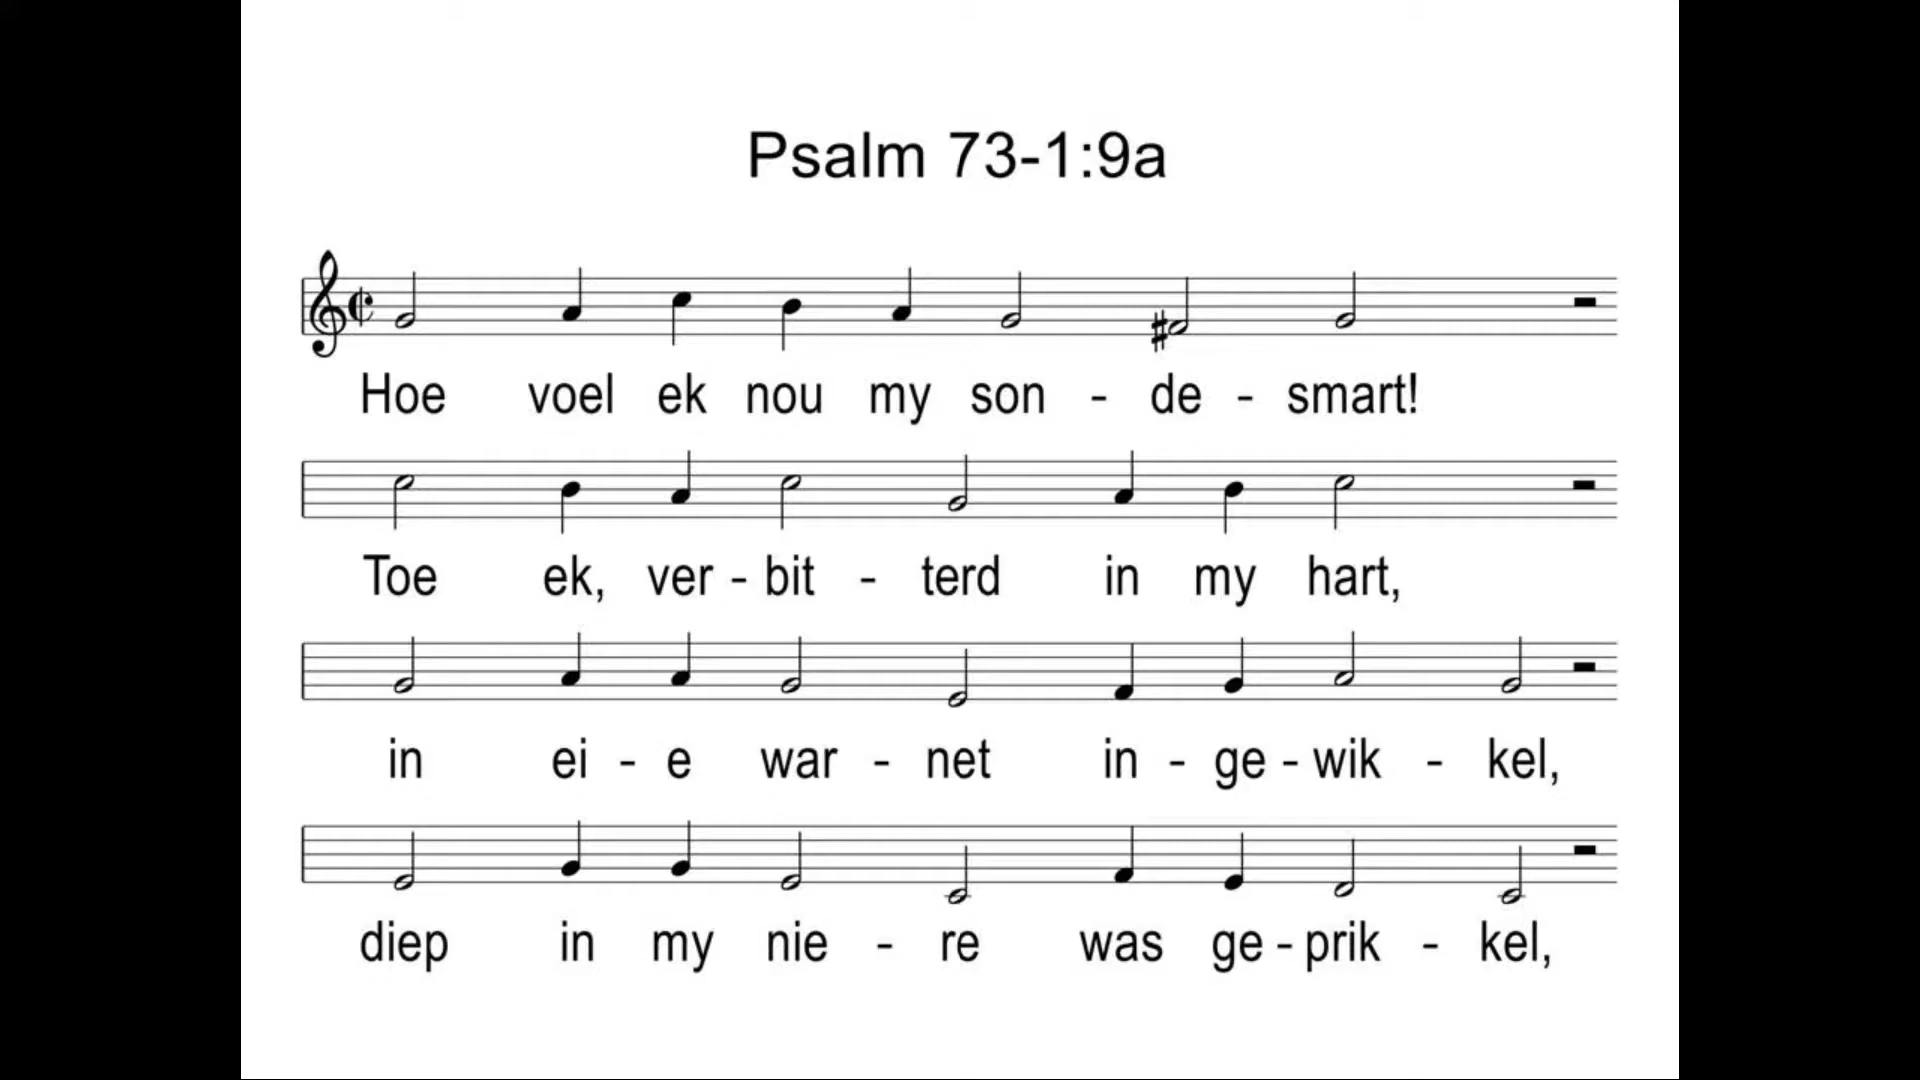 Psalm 73-1:9a
Hoe voel ek nou my son - de - smart!
Toe ek, ver - bit - terd in my hart,
in ei - e war - net in - ge - wik - kel,
diep in my nie - re was ge - prik - kel,